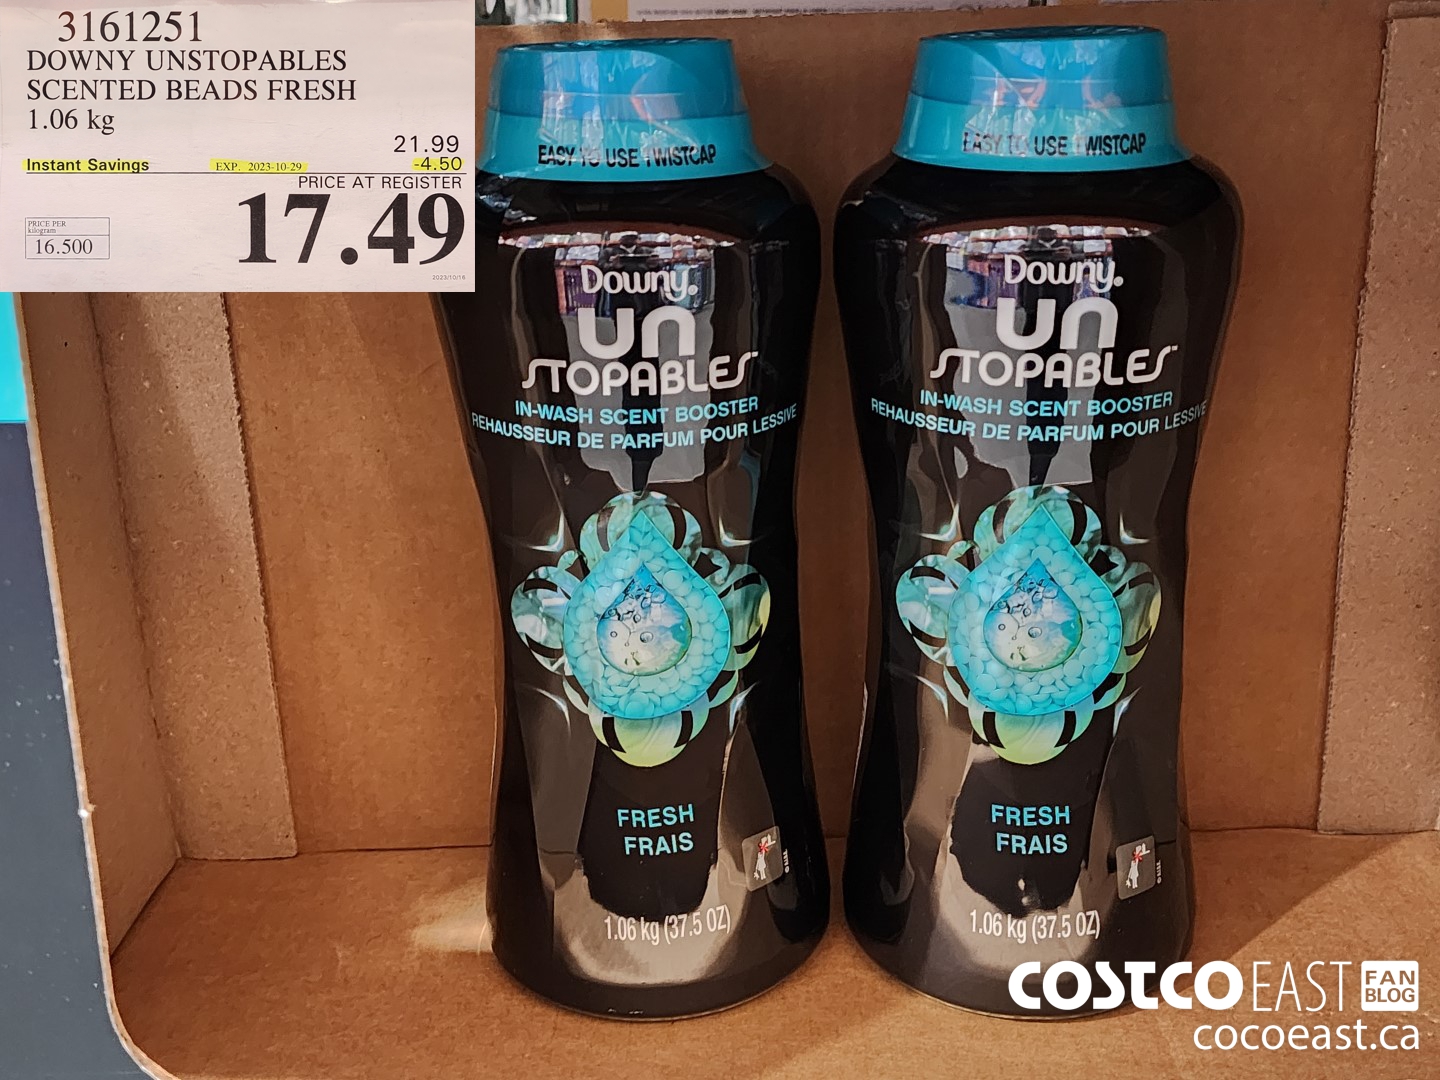 3161251
DOWNY UNSTOPABLES
SCENTED BEADS FRESH
1.06 kg
21.99
Instant Savings EXP. 2023-10-29 -4.50
PRICE AT REGISTER
17.49
PRICE PER
kilogram
16.500
2023/10/16
EASY TO USE TWISTCAP
Downy.
UN
STOPABLES
IN-WASH SCENT BOOSTER
REHAUSSEUR DE PARFUM POUR LESSIVE
FRESH
FRAIS
1.06 kg (37.5 OZ)
EASY TO USE TWISTCAP
Downy.
UN
STOPABLES™
IN-WASH SCENT BOOSTER
REHAUSSEUR DE PARFUM POUR LESSIVE
FRESH
FRAIS
1.06 kg (37.5 OZ)
COSTCO EAST FAN BLOG
cocoeast.ca